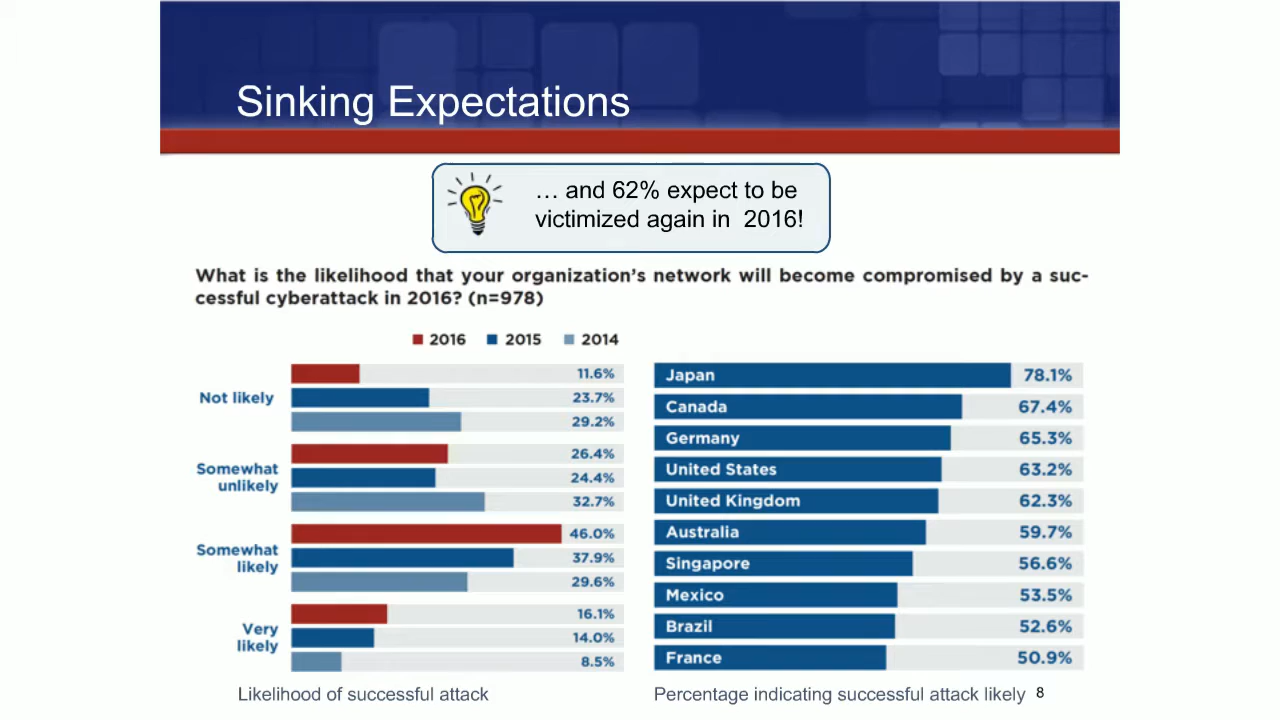 Sinking Expectations
… and 62% expect to be
victimized again in 2016!
What is the likelihood that your organization's network will become compromised by a suc-
cessful cyberattack in 2016? (n=978)
2016 2015 2014
Not likely
11.6%
23.7%
29.2%
Somewhat
unlikely
26.4%
24.4%
32.7%
Somewhat
likely
46.0%
37.9%
29.6%
Very
likely
16.1%
14.0%
8.5%
Likelihood of successful attack
Japan 78.1%
Canada 67.4%
Germany 65.3%
United States 63.2%
United Kingdom 62.3%
Australia 59.7%
Singapore 56.6%
Mexico 53.5%
Brazil 52.6%
France 50.9%
Percentage indicating successful attack likely 8